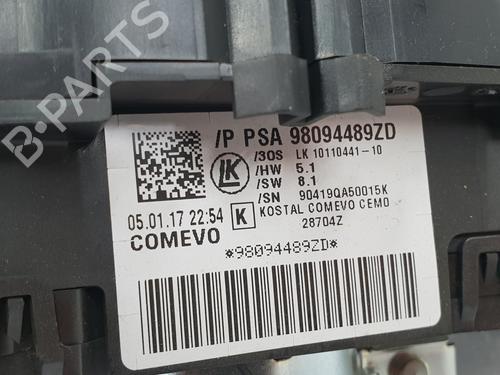 /P PSA 98094489ZD
/3OS LK 10110441-10
/HW 5.1
/SW 8.1
/SN 90419QA50015K
LK
05.01.17 22:54
K KOSTAL COMEVO CEMO
28704Z
COMEVO
*98094489ZD*
B-PARTS